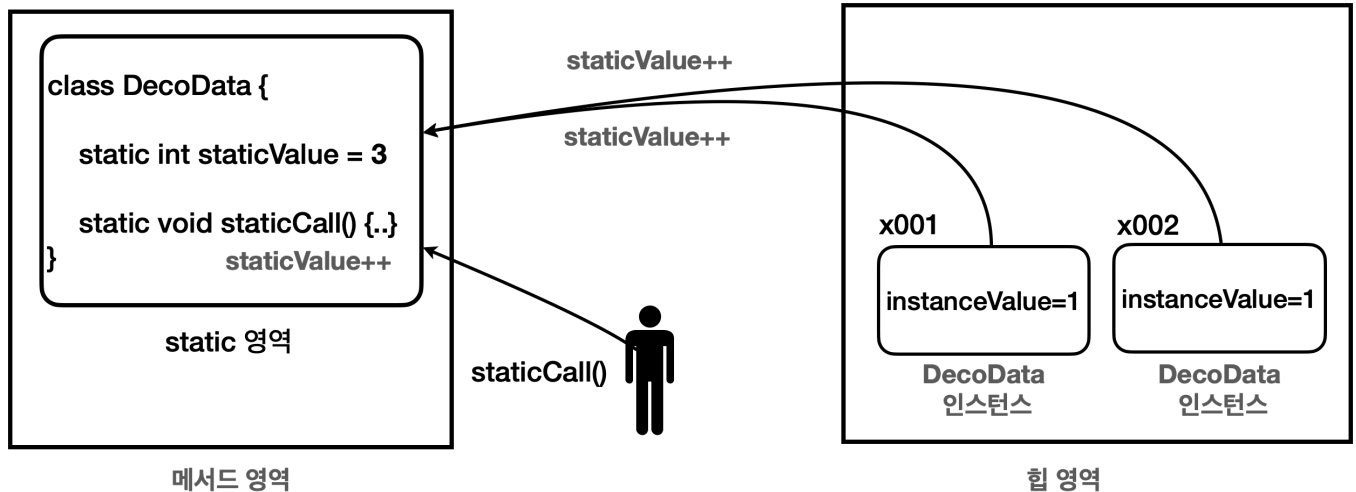 class DecoData {
static int staticValue = 3
static void staticCall() {..}
}
staticValue++
static 영역
메서드 영역
staticValue++
staticValue++
staticCall()
x001
instanceValue=1
DecoData
인스턴스
x002
instanceValue=1
DecoData
인스턴스
힙 영역